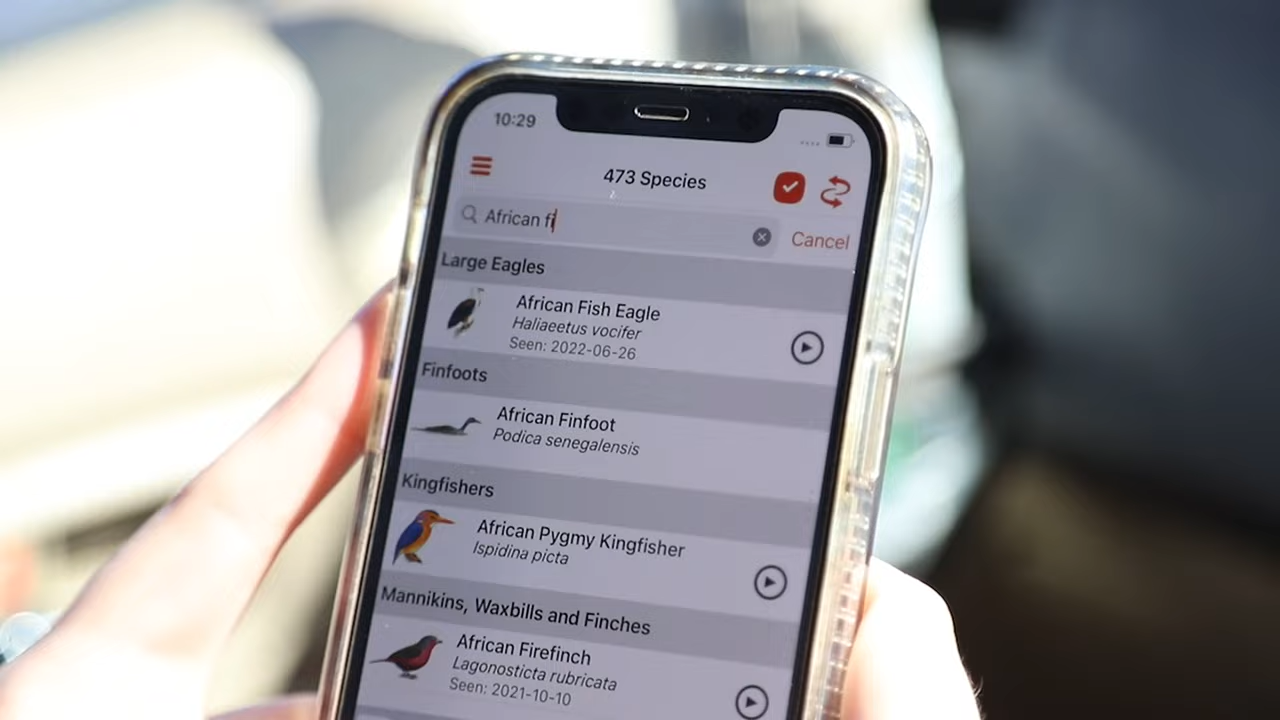 10:29
473 Species
African fi
Cancel
Large Eagles
African Fish Eagle
Haliaeetus vocifer
Seen: 2022-06-26
Finfoots
African Finfoot
Podica senegalensis
Kingfishers
African Pygmy Kingfisher
Ispidina picta
Mannikins, Waxbills and Finches
African Firefinch
Lagonosticta rubricata
Seen: 2021-10-10